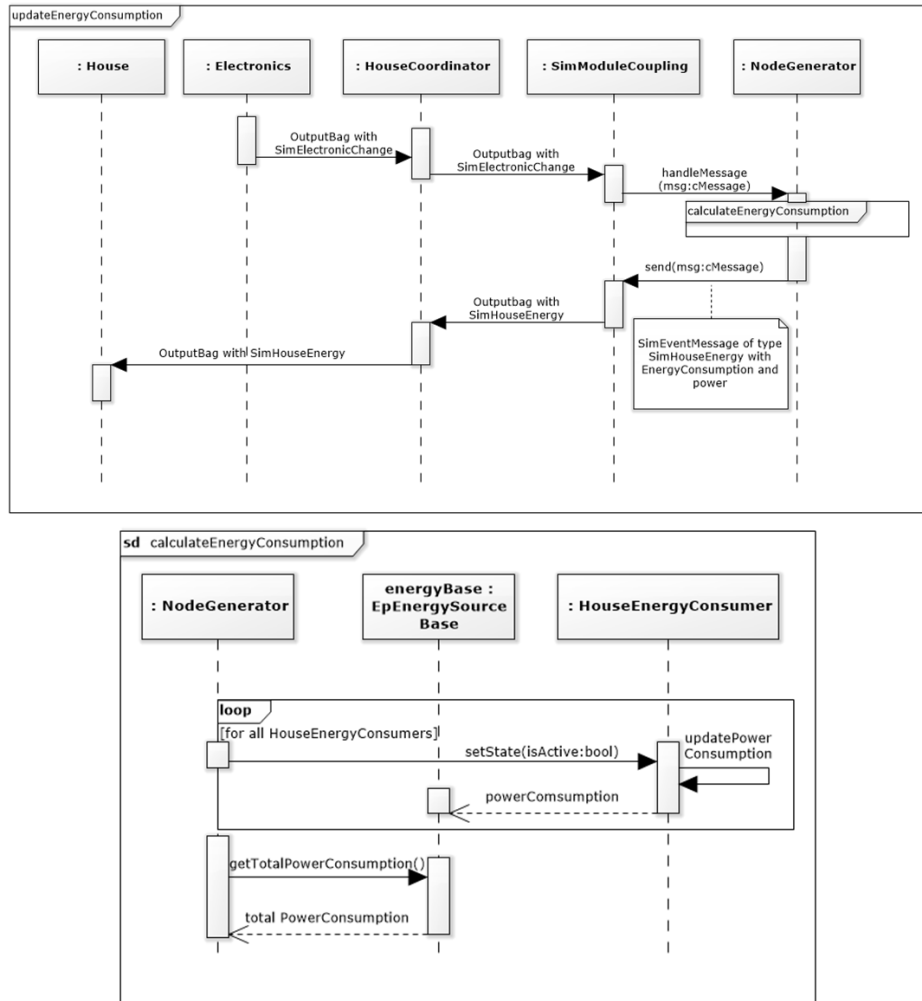 updateEnergyConsumption
: House
: Electronics
: HouseCoordinator
: SimModuleCoupling
: NodeGenerator
OutputBag with
SimElectronicChange
Outputbag with
SimElectronicChange
handleMessage
(msg:cMessage)
calculateEnergyConsumption
send(msg:cMessage)
Outputbag with
SimHouseEnergy
OutputBag with SimHouseEnergy
SimEventMessage of type
SimHouseEnergy with
EnergyConsumption and
power
sd calculateEnergyConsumption
: NodeGenerator
energyBase :
EpEnergySource
Base
: HouseEnergyConsumer
loop
[for all HouseEnergyConsumers]
setState(isActive:bool)
updatePower
Consumption
powerComsumption
getTotalPowerConsumption()
total PowerConsumption